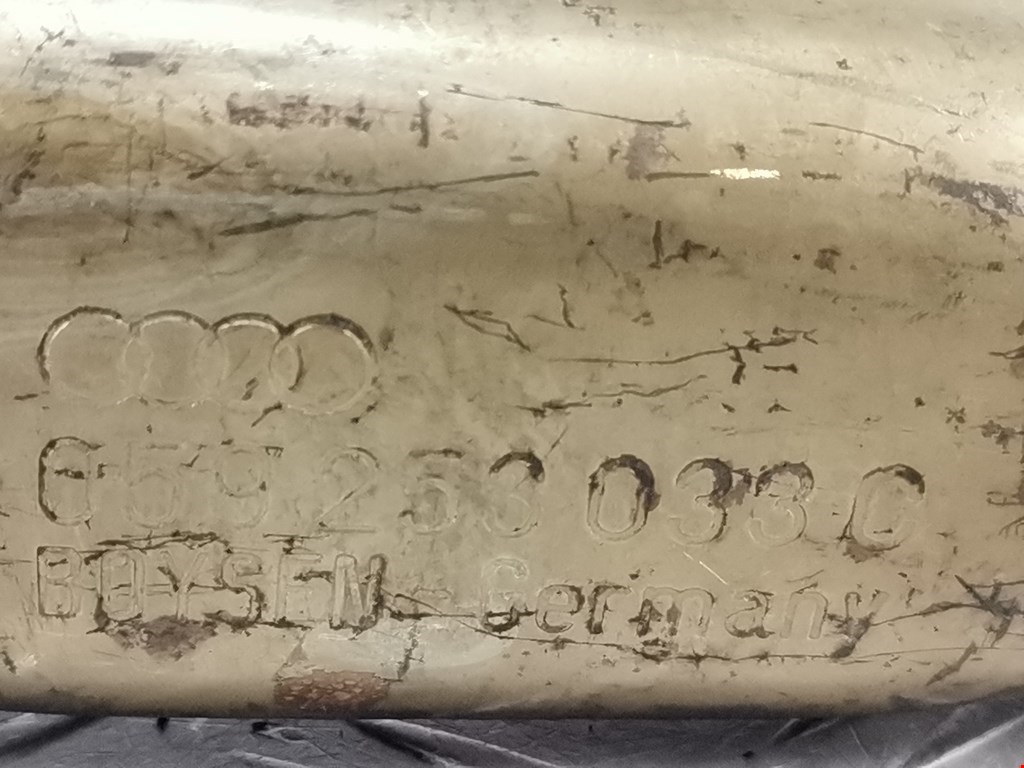 253 033 C
BOYSEN Germany